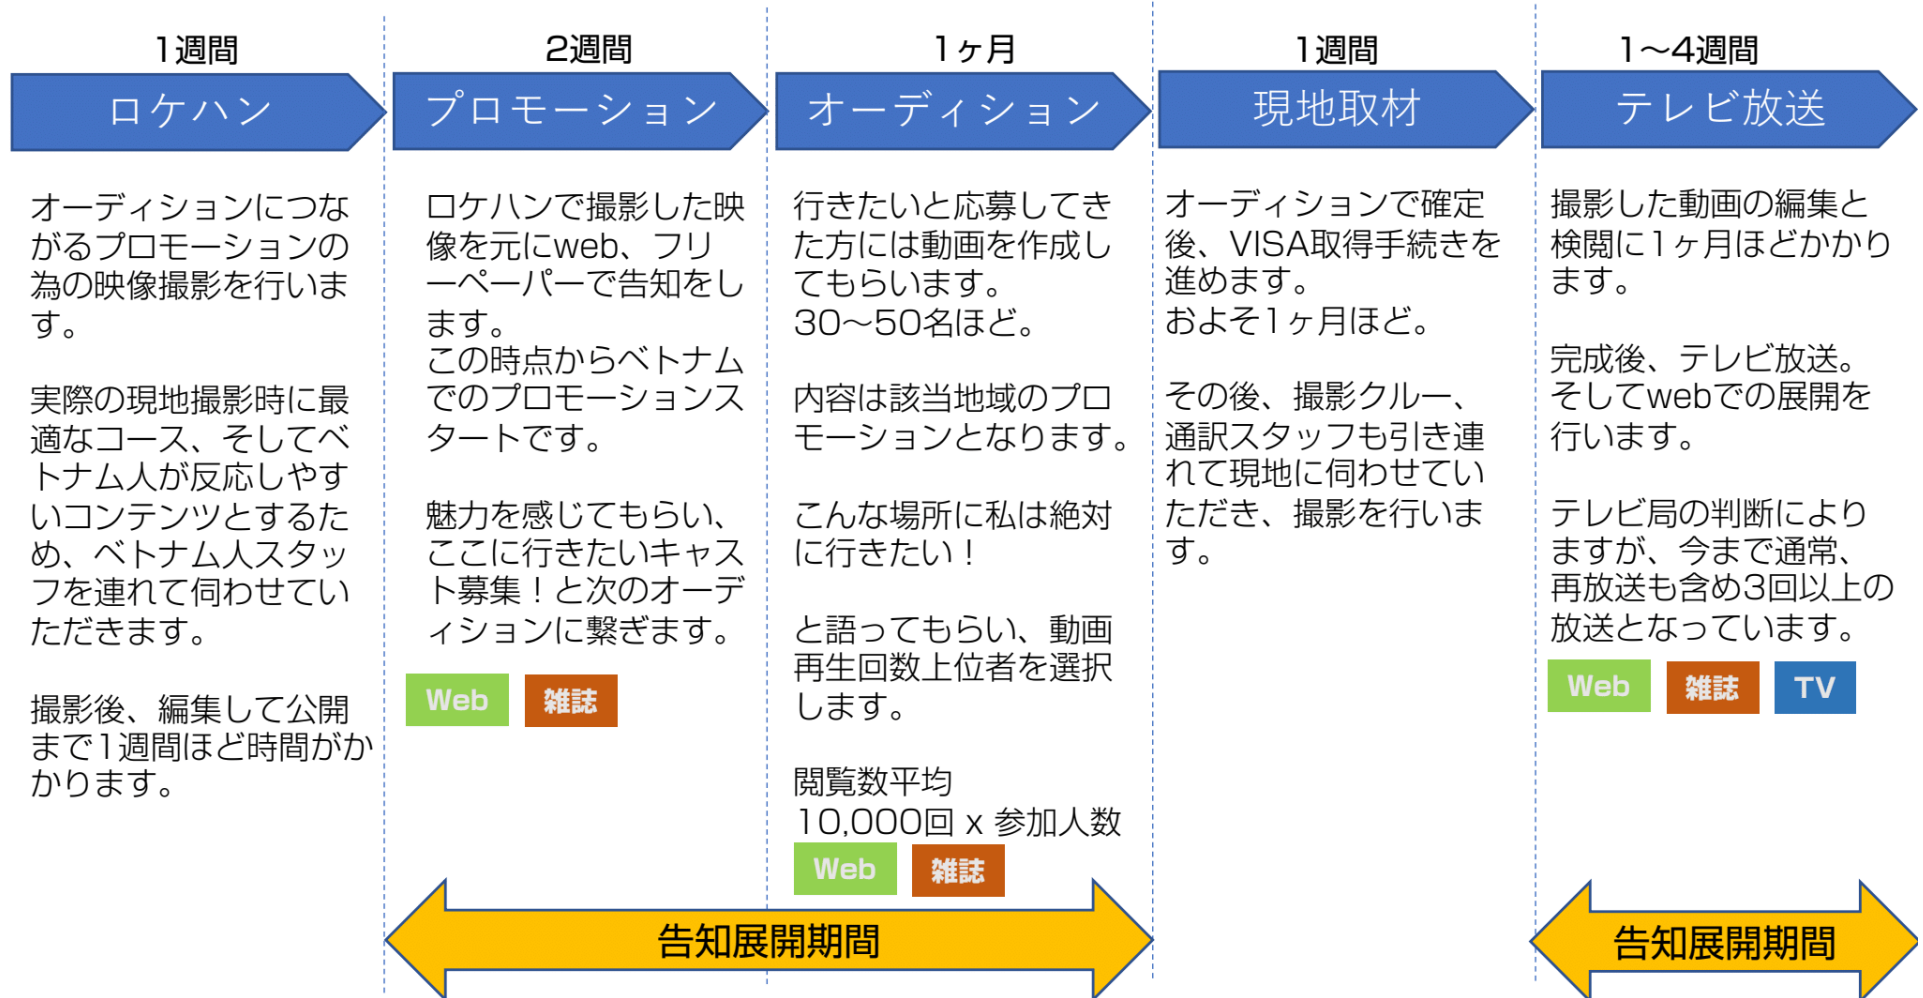 1週間
ロケハン
オーディションにつな
がるプロモーションの
為の映像撮影を行いま
す。
実際の現地撮影時に最
適なコース、そしてベ
トナム人が反応しやす
いコンテンツとするた
め、ベトナム人スタッ
フを連れて伺わせてい
ただきます。
撮影後、編集して公開
まで1週間ほど時間がか
かります。
2週間
プロモーション
ロケハンで撮影した映
像を元にweb、フリ
ーペーパーで告知をし
ます。
この時点からベトナム
でのプロモーションス
タートです。
魅力を感じてもらい、
ここに行きたいキャス
ト募集！と次のオーデ
ィションに繋ぎます。
Web 雑誌
1ヶ月
オーディション
行きたいと応募してき
た方には動画を作成し
てもらいます。
30〜50名ほど。
内容は該当地域のプロ
モーションとなります。
こんな場所に私は絶対
に行きたい！
と語ってもらい、動画
再生回数上位者を選択
します。
閲覧数平均
10,000回 x 参加人数
Web 雑誌
告知展開期間
1週間
現地取材
オーディションで確定
後、VISA取得手続きを
進めます。
およそ1ヶ月ほど。
その後、撮影クルー、
通訳スタッフも引き連
れて現地に伺わせてい
ただき、撮影を行いま
す。
1〜4週間
テレビ放送
撮影した動画の編集と
検閲に1ヶ月ほどかかり
ます。
完成後、テレビ放送。
そしてwebでの展開を
行います。
テレビ局の判断により
ますが、今まで通常、
再放送も含め3回以上の
放送となっています。
Web 雑誌 TV
告知展開期間